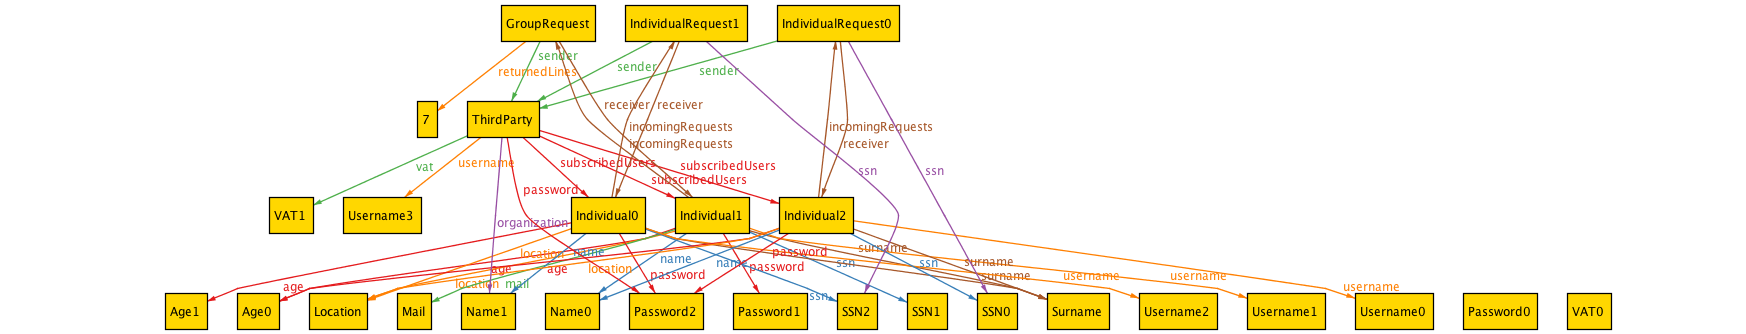 GroupRequest IndividualRequest1 IndividualRequest0
sender
returnedLines sender sender
7 ThirdParty receiver receiver
incomingRequests incomingRequests
incomingRequests receiver
vat username subscribedUsers subscribedUsers ssn ssn
subscribedUsers
password
VAT1 Username3 Individual0 Individual1 Individual2
organization
location name name name password surname
age age location password password ssn ssn surname
age location mail surname username username
ssn username
Age1 Age0 Location Mail Name1 Name0 Password2 Password1 SSN2 SSN1 SSN0 Surname Username2 Username1 Username0 Password0 VAT0